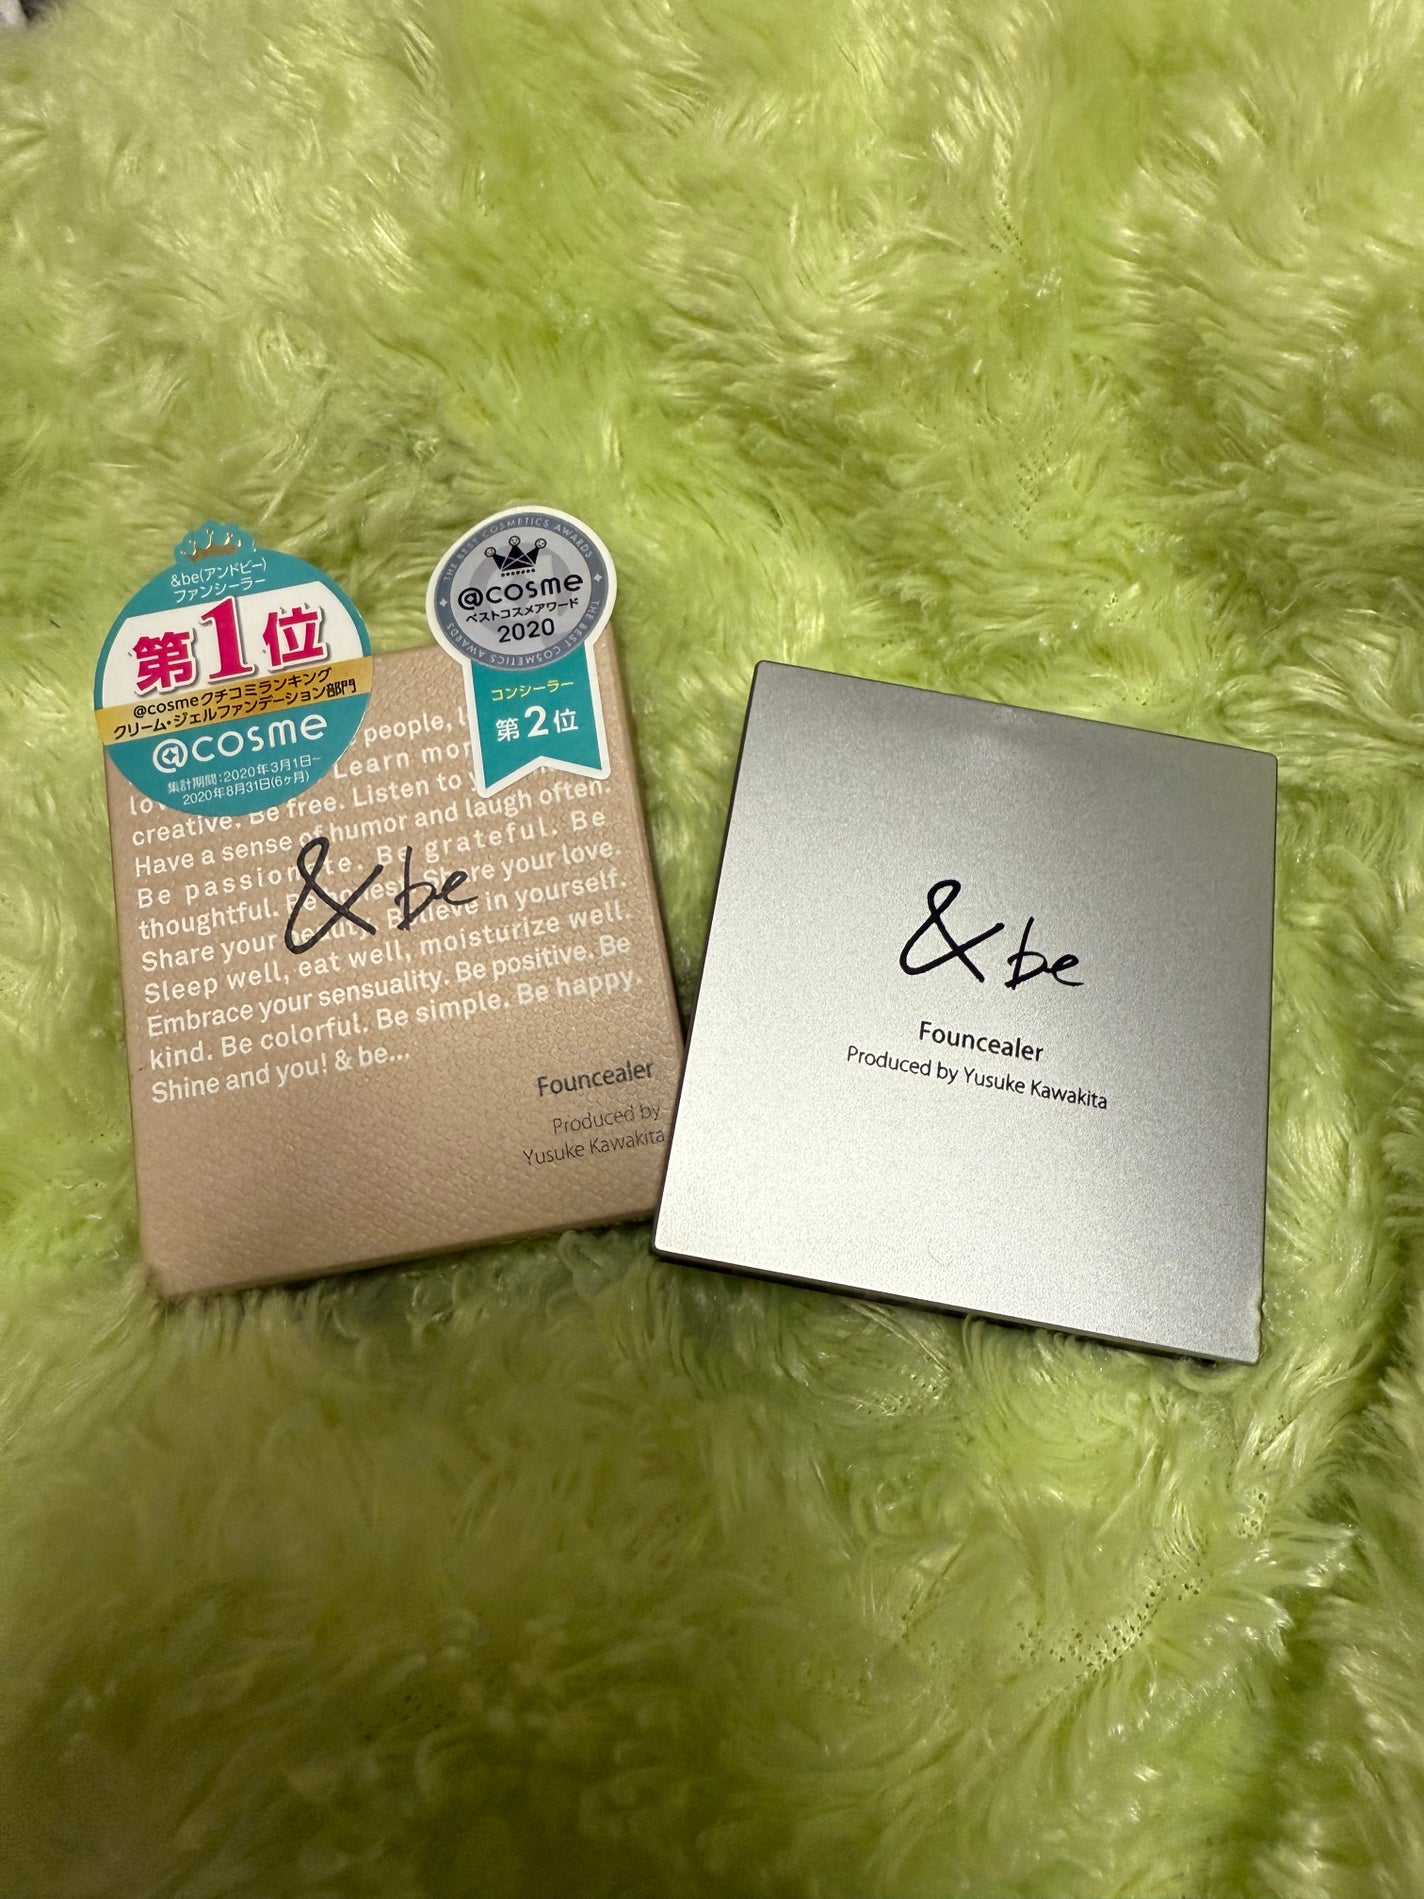 &be(アンドビー)
ファンシーラー
第1位
@cosmeクチコミランキング
クリーム・ジェルファンデーション部門
@cosme
集計期間:2020年3月1日~
2020年8月31日(6ヶ月)
THE BEST COSMETICS AWARDS
THE BEST COSMETICS AWARDS
@cosme
ベストコスメアワード
2020
コンシーラー
第2位
people,
Learn
creative. Be free. Listen to
Have a sense of humor and laugh often.
Be passionate. Be grateful. Be
thoughtful. Be honest. Share your love.
Share your beauty. Believe in yourself.
Sleep well, eat well, moisturize well.
Embrace your sensuality. Be positive. Be
kind. Be colorful. Be simple. Be happy.
Shine and you! & be...
&be
Founcealer
Produced by
Yusuke Kawakita
&be
Founcealer
Produced by Yusuke Kawakita